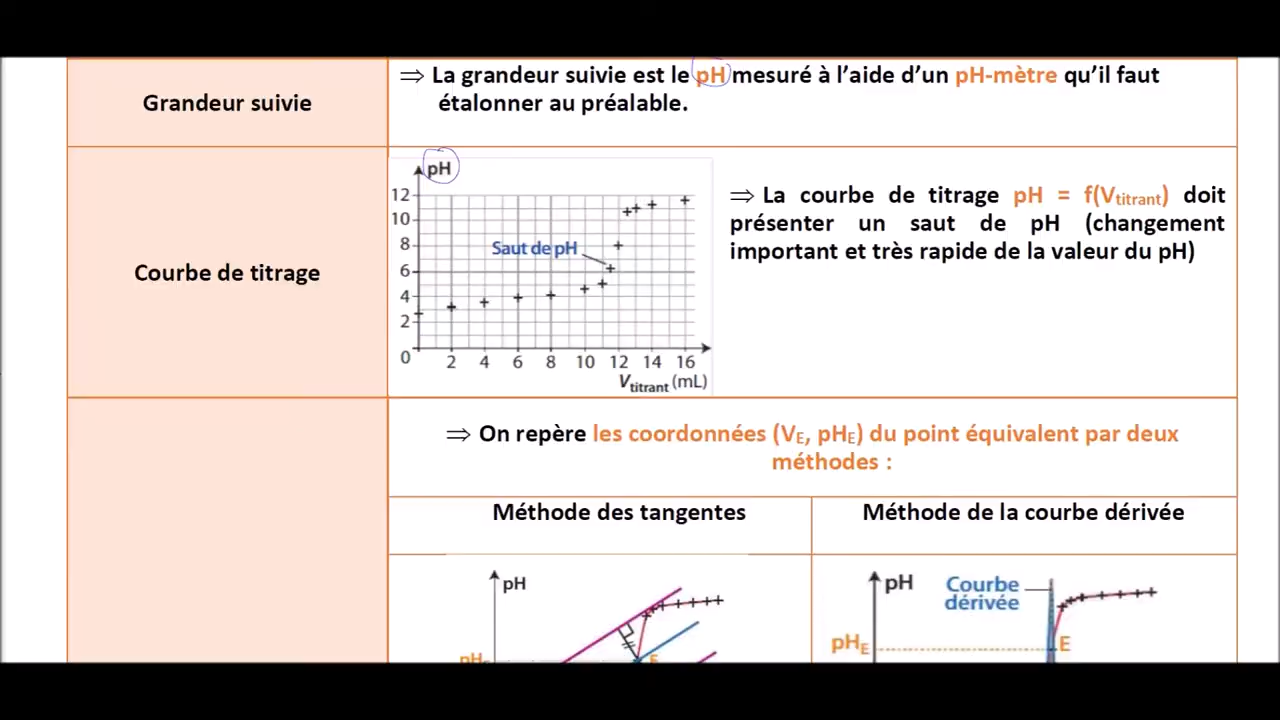 Grandeur suivie
⇒ La grandeur suivie est le pH mesuré à l’aide d’un pH-mètre qu’il faut
étalonner au préalable.
Courbe de titrage
pH
12
10
8
6
4
2
0
2 4 6 8 10 12 14 16
Saut de pH
Vtitrant (mL)
⇒ La courbe de titrage pH = f(Vtitrant) doit
présenter un saut de pH (changement
important et très rapide de la valeur du pH)
⇒ On repère les coordonnées (VE, pHE) du point équivalent par deux
méthodes :
Méthode des tangentes
Méthode de la courbe dérivée
pH
E
pH
Courbe
dérivée
pHE
E